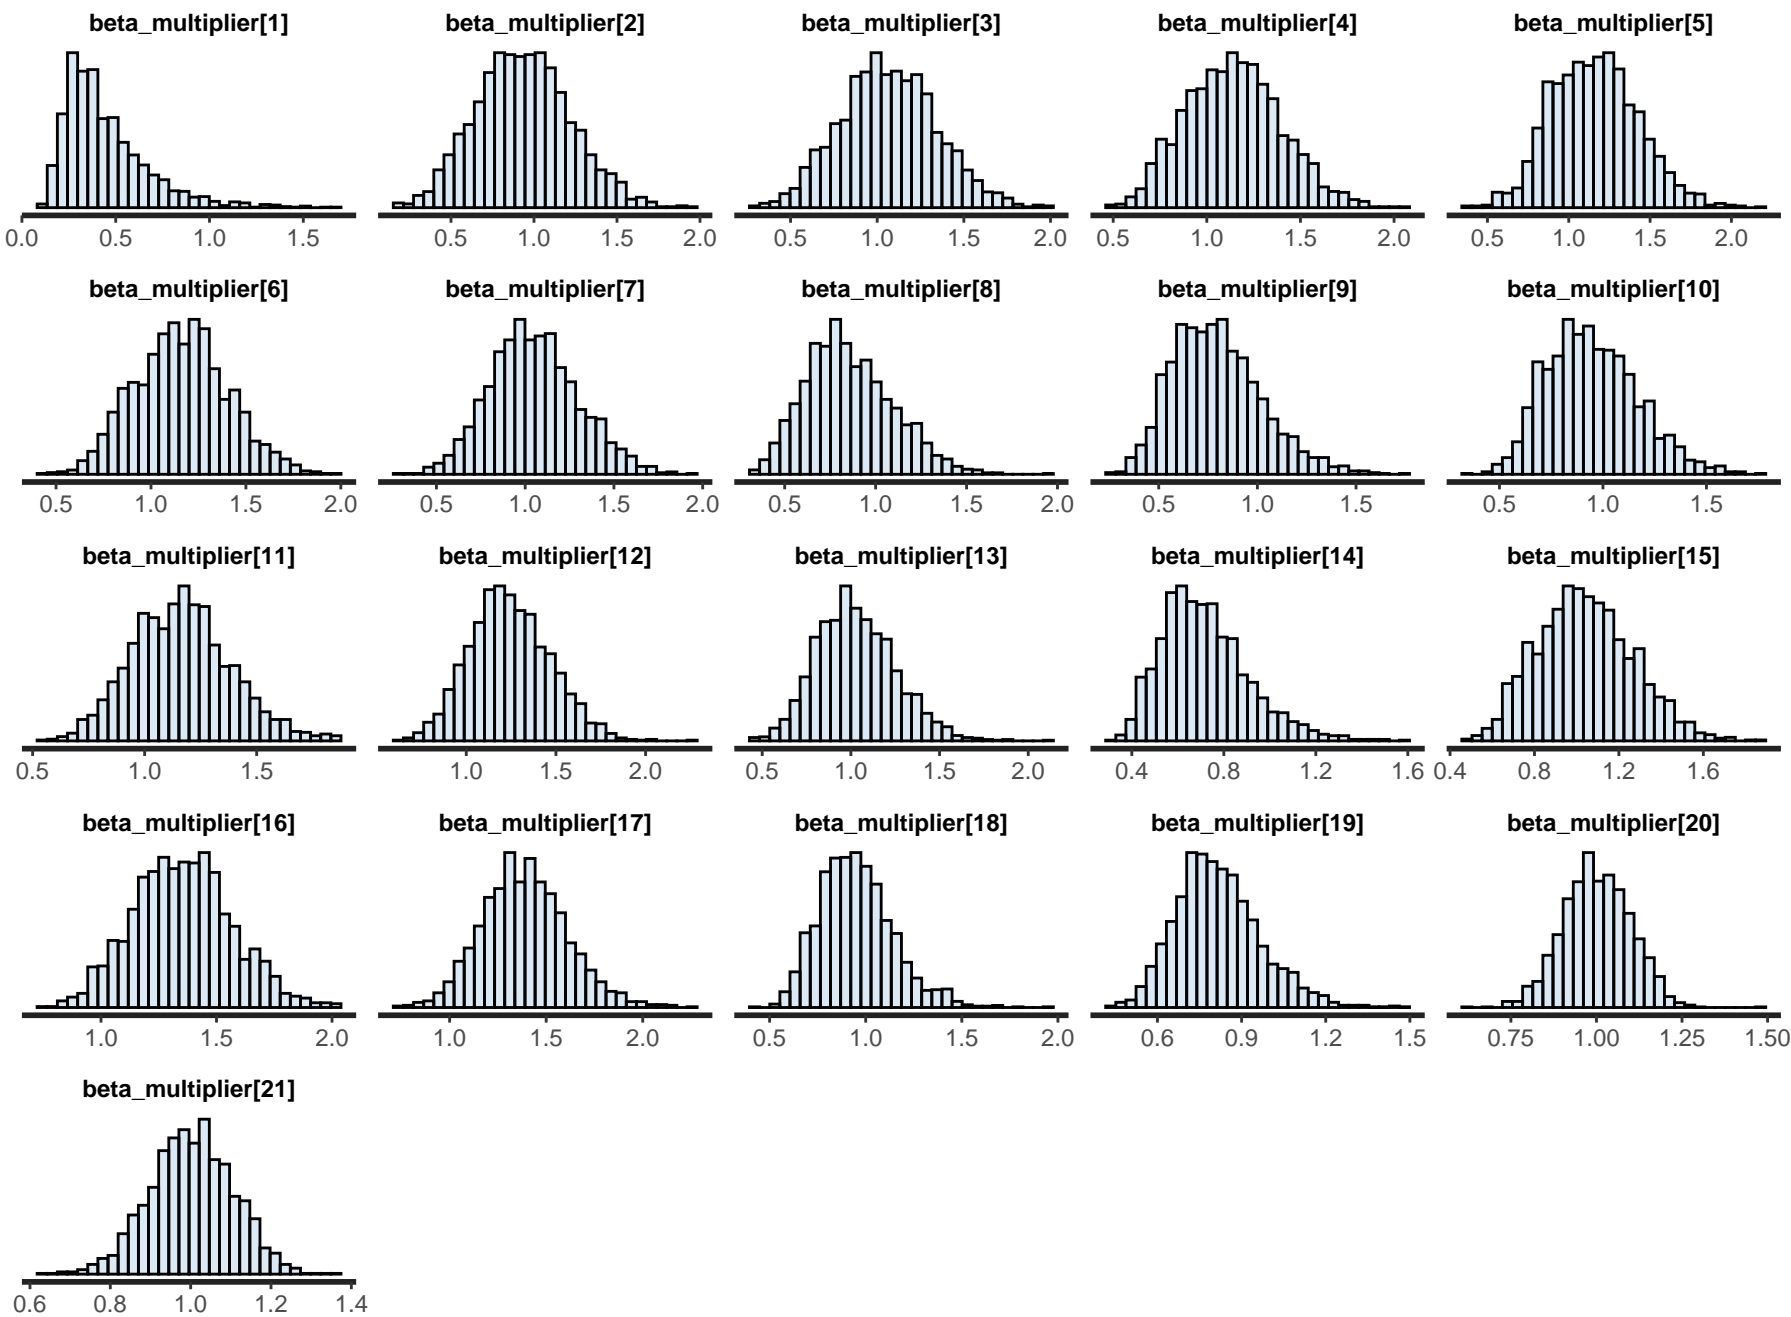 beta_multiplier[1] beta_multiplier[2] beta_multiplier[3] beta_multiplier[4] beta_multiplier[5]
0.0 0.5 1.0 1.5 0.5 1.0 1.5 2.0 0.5 1.0 1.5 2.0 0.5 1.0 1.5 2.0 0.5 1.0 1.5 2.0
beta_multiplier[6] beta_multiplier[7] beta_multiplier[8] beta_multiplier[9] beta_multiplier[10]
0.5 1.0 1.5 2.0 0.5 1.0 1.5 2.0 0.5 1.0 1.5 2.0 0.5 1.0 1.5 0.5 1.0 1.5
beta_multiplier[11] beta_multiplier[12] beta_multiplier[13] beta_multiplier[14] beta_multiplier[15]
0.5 1.0 1.5 1.0 1.5 2.0 0.5 1.0 1.5 2.0 0.4 0.8 1.2 1.6 0.4 0.8 1.2 1.6
beta_multiplier[16] beta_multiplier[17] beta_multiplier[18] beta_multiplier[19] beta_multiplier[20]
1.0 1.5 2.0 1.0 1.5 2.0 0.5 1.0 1.5 2.0 0.6 0.9 1.2 1.5 0.75 1.00 1.25 1.50
beta_multiplier[21]
0.6 0.8 1.0 1.2 1.4